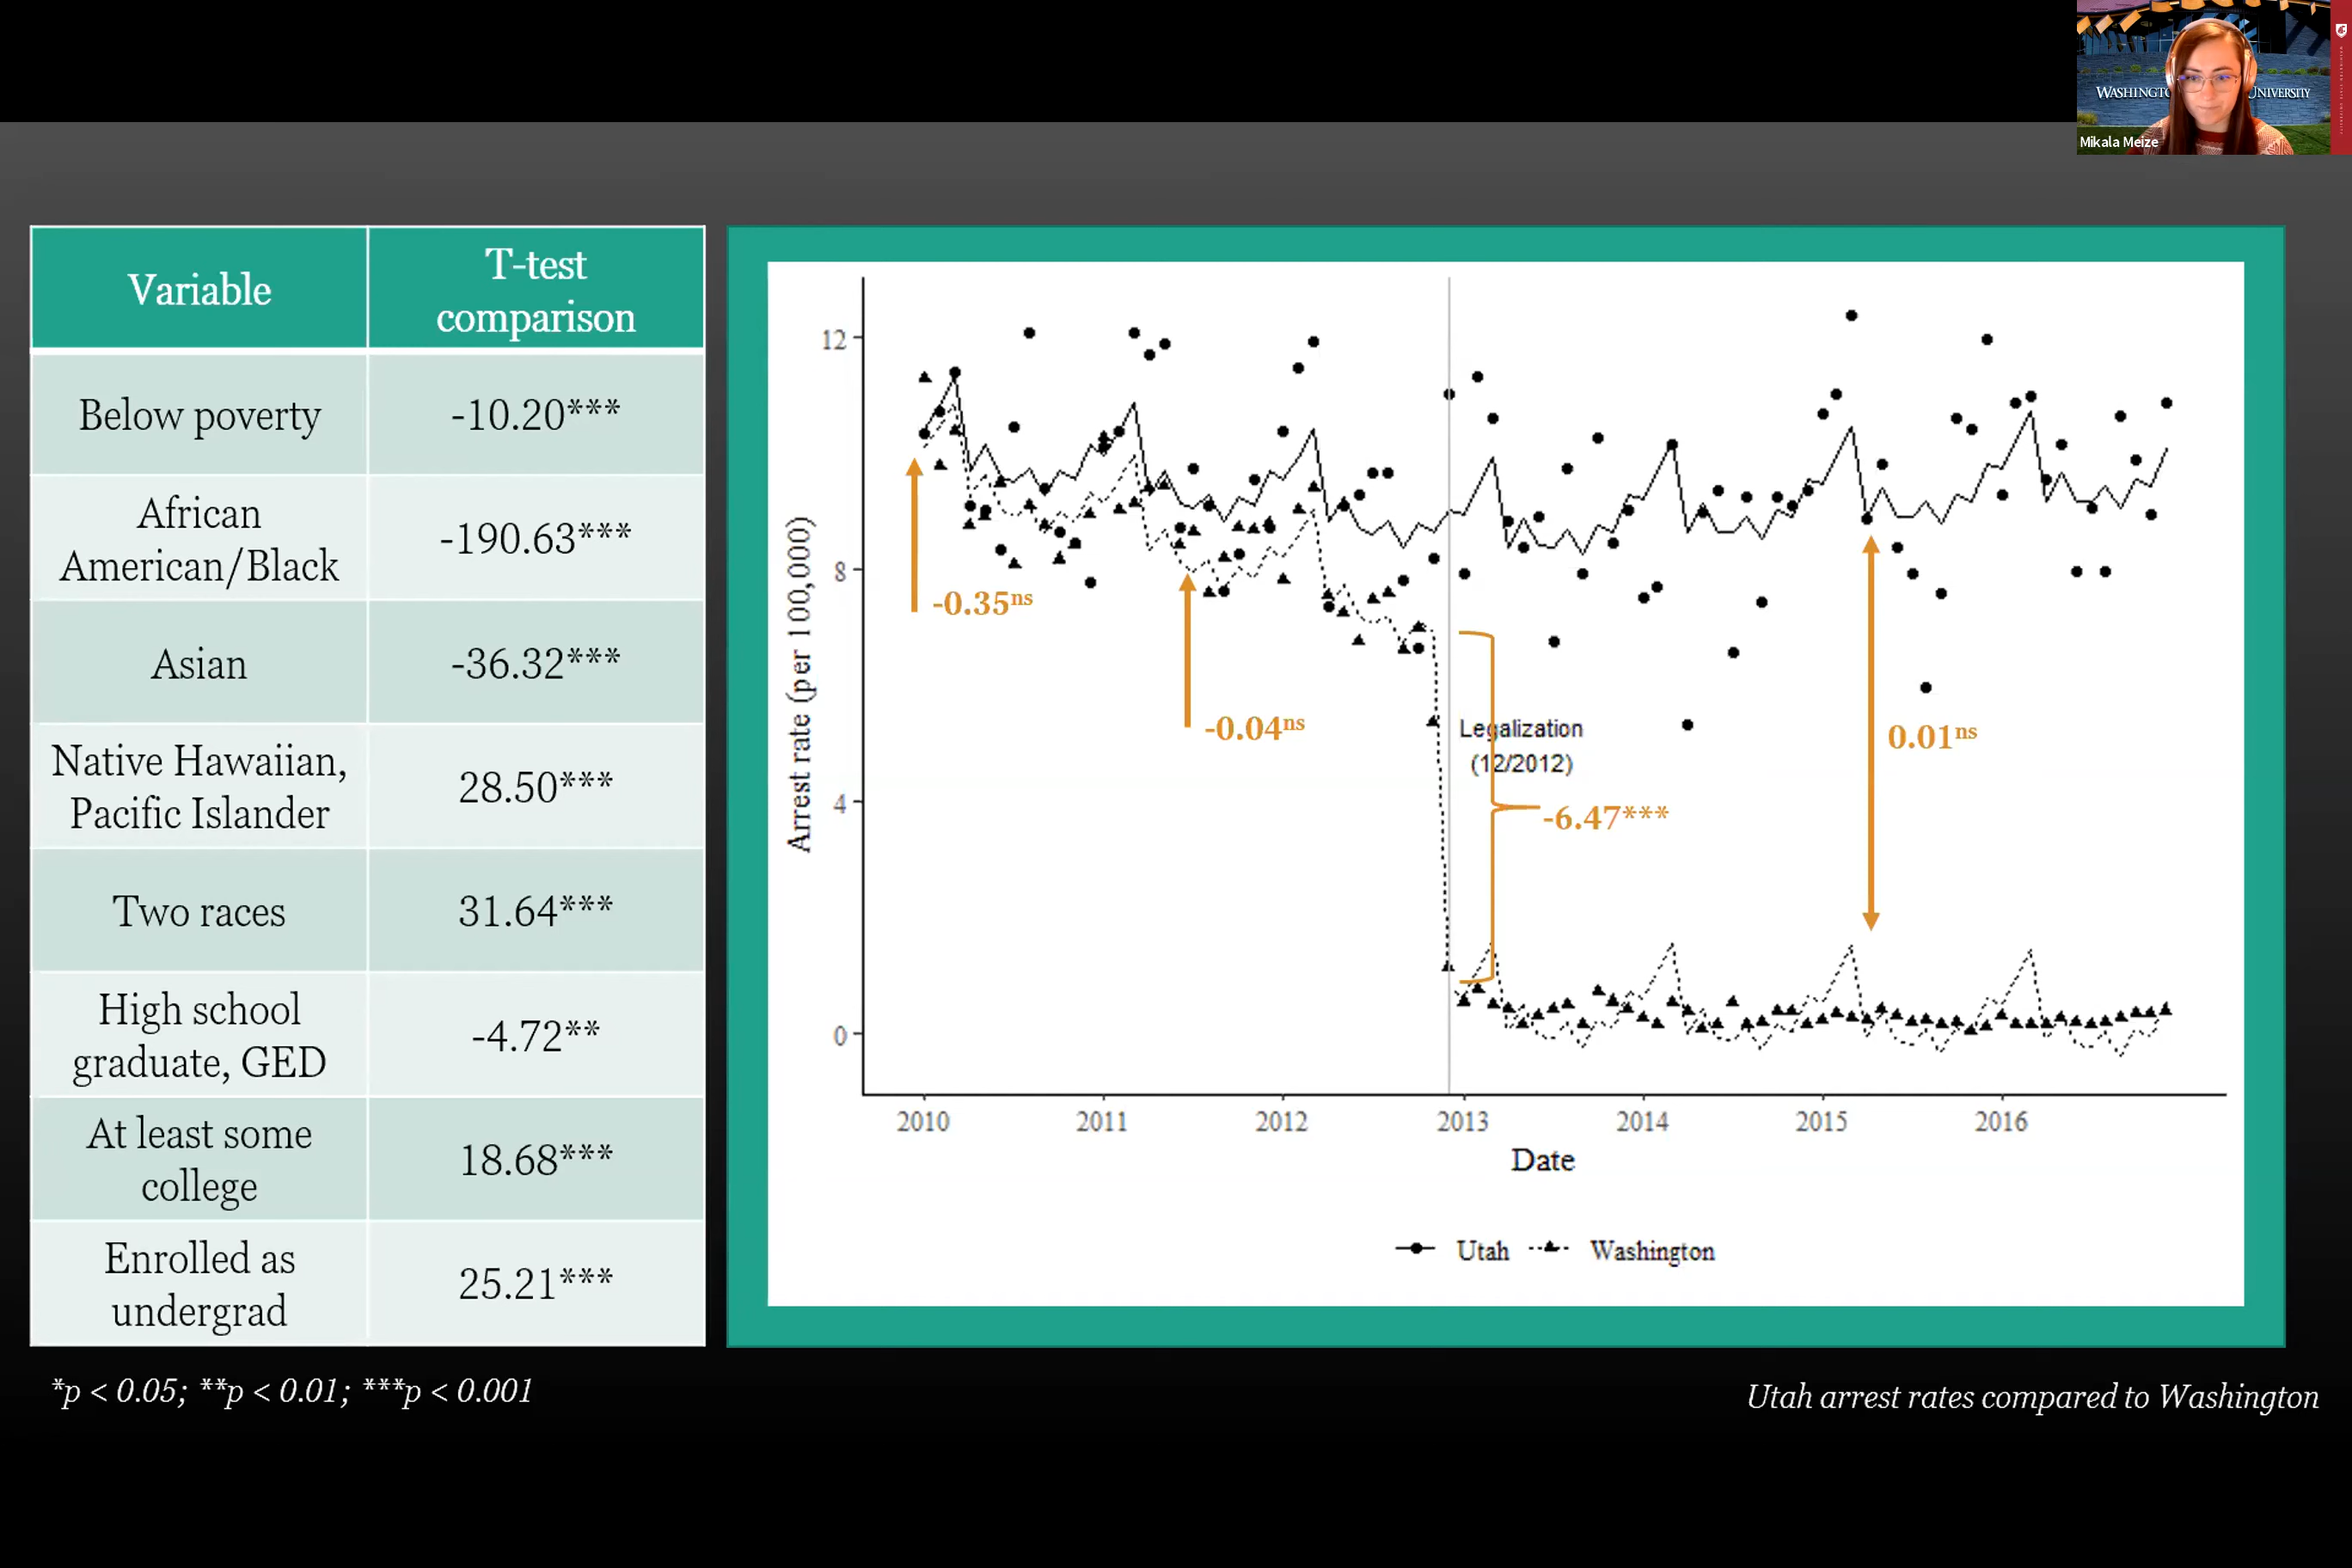 WASHINGT
UNIVERSITY
Mikala Meize
Variable
T-test
comparison
Below poverty
-10.20***
African
American/Black
-190.63***
Asian
-36.32***
Native Hawaiian,
Pacific Islander
28.50***
Two races
31.64***
High school
graduate, GED
-4.72**
At least some
college
18.68***
Enrolled as
undergrad
25.21***
*p < 0.05; **p < 0.01; ***p < 0.001
Arrest rate (per 100,000)
12
8
4
0
-0.35ns
-0.04ns
Legalization
(12/2012)
-6.47***
0.01ns
2010 2011 2012 2013 2014 2015 2016
Date
Utah Washington
Utah arrest rates compared to Washington